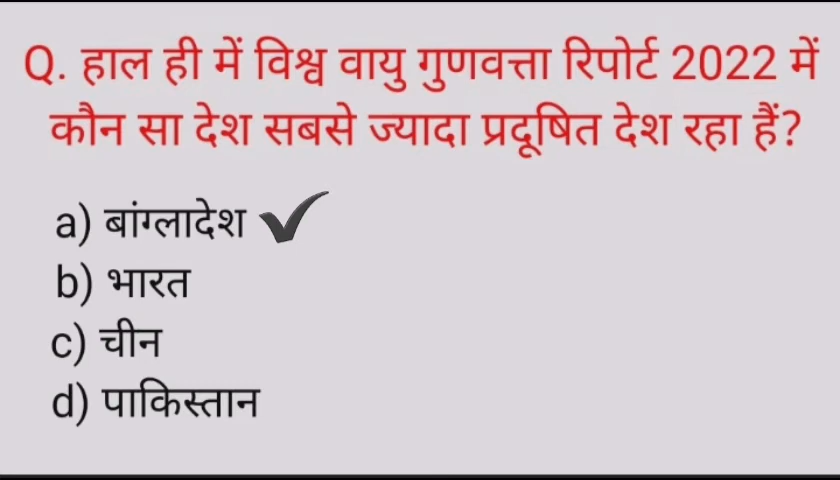 Q. हाल ही में विश्व वायु गुणवत्ता रिपोर्ट 2022 में
कौन सा देश सबसे ज्यादा प्रदूषित देश रहा हैं?
a) बांग्लादेश ✔
b) भारत
c) चीन
d) पाकिस्तान